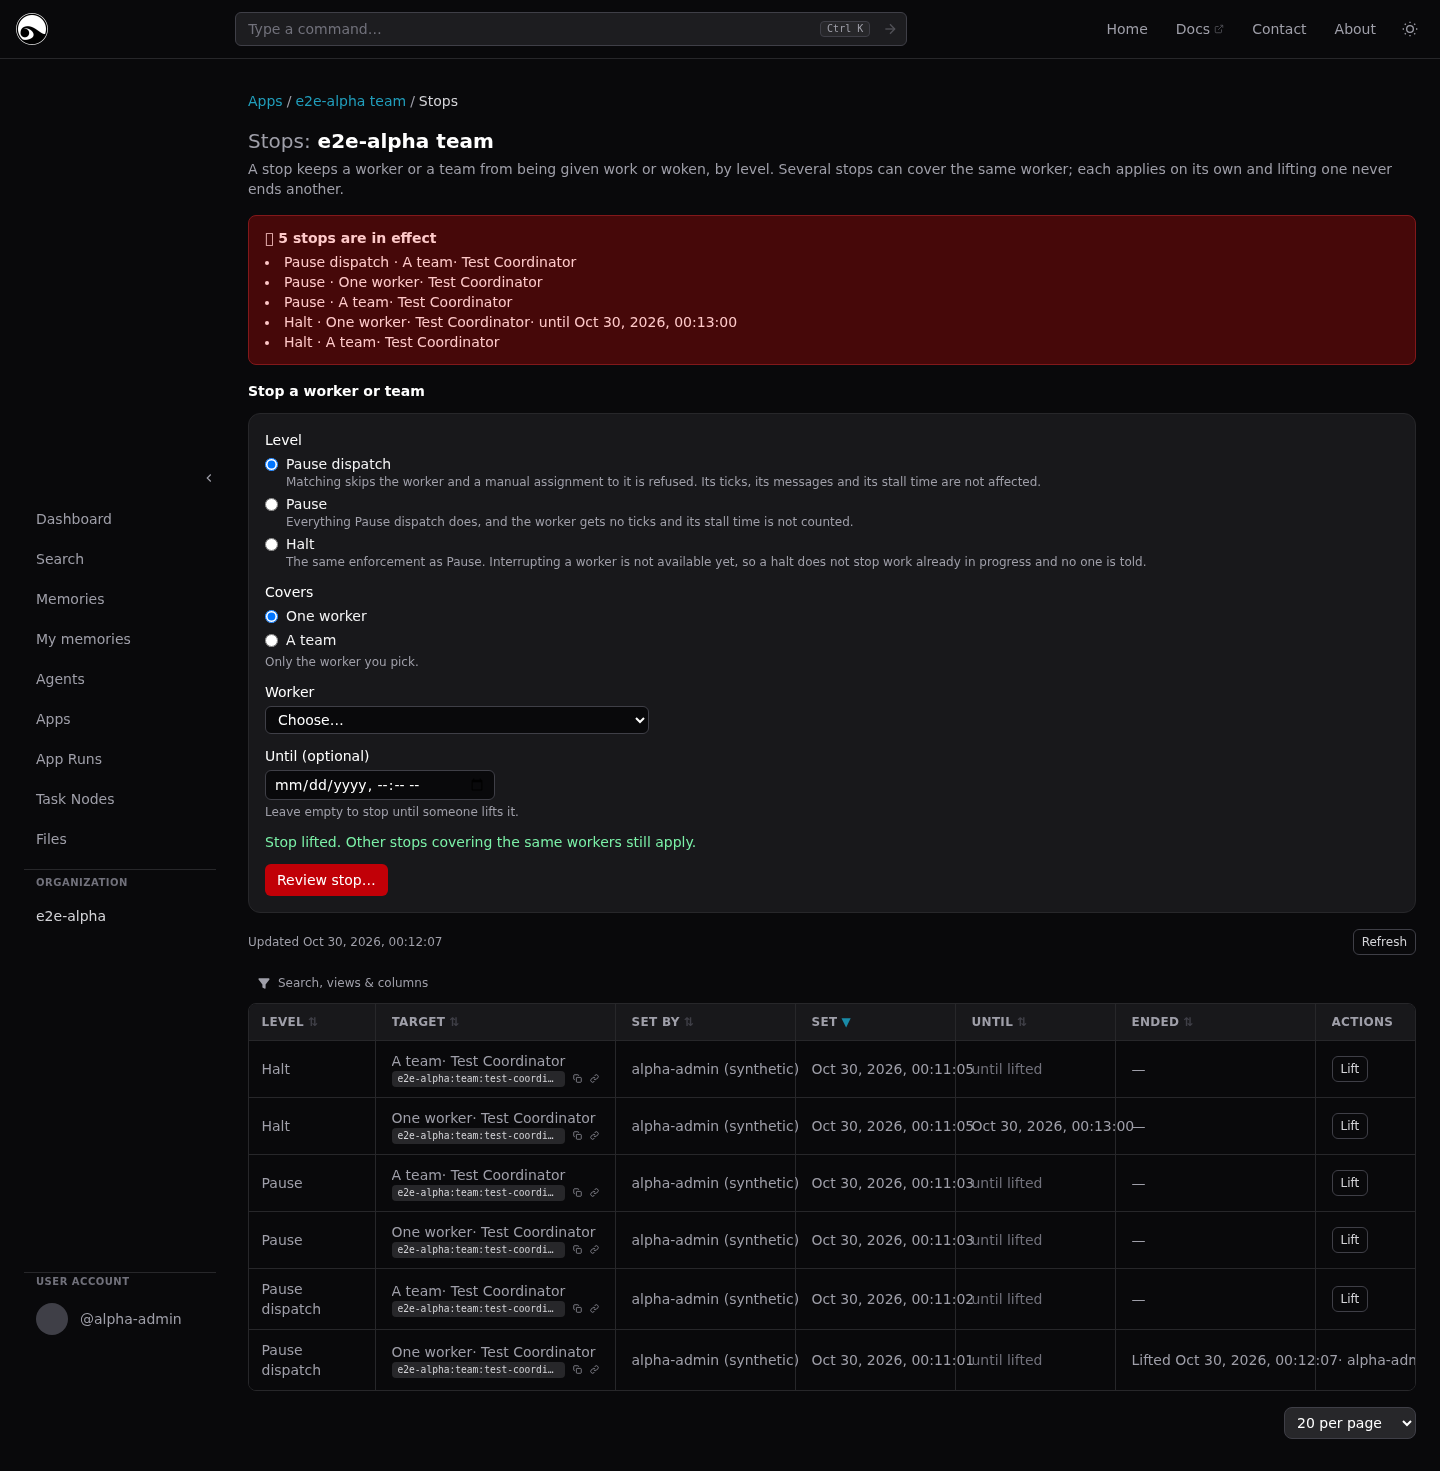 Type a command...
Ctrl K
Home
Docs
Contact
About
Apps / e2e-alpha team / Stops
Stops: e2e-alpha team
A stop keeps a worker or a team from being given work or woken, by level. Several stops can cover the same worker; each applies on its own and lifting one never
ends another.
5 stops are in effect
Pause dispatch · A team· Test Coordinator
Pause · One worker· Test Coordinator
Pause · A team· Test Coordinator
Halt · One worker· Test Coordinator· until Oct 30, 2026, 00:13:00
Halt · A team· Test Coordinator
Stop a worker or team
Level
Pause dispatch
Matching skips the worker and a manual assignment to it is refused. Its ticks, its messages and its stall time are not affected.
Pause
Everything Pause dispatch does, and the worker gets no ticks and its stall time is not counted.
Halt
The same enforcement as Pause. Interrupting a worker is not available yet, so a halt does not stop work already in progress and no one is told.
Covers
One worker
A team
Only the worker you pick.
Worker
Choose...
Until (optional)
mm/dd/yyyy, --:-- --
Leave empty to stop until someone lifts it.
Stop lifted. Other stops covering the same workers still apply.
Review stop...
Updated Oct 30, 2026, 00:12:07
Refresh
Search, views & columns
LEVEL TARGET SET BY SET ▼ UNTIL ENDED ACTIONS
Halt
A team· Test Coordinator
e2e-alpha:team:test-coordi…
alpha-admin (synthetic)
Oct 30, 2026, 00:11:05
until lifted
—
Lift
Halt
One worker· Test Coordinator
e2e-alpha:team:test-coordi…
alpha-admin (synthetic)
Oct 30, 2026, 00:11:05
Oct 30, 2026, 00:13:00
—
Lift
Pause
A team· Test Coordinator
e2e-alpha:team:test-coordi…
alpha-admin (synthetic)
Oct 30, 2026, 00:11:03
until lifted
—
Lift
Pause
One worker· Test Coordinator
e2e-alpha:team:test-coordi…
alpha-admin (synthetic)
Oct 30, 2026, 00:11:03
until lifted
—
Lift
Pause
dispatch
A team· Test Coordinator
e2e-alpha:team:test-coordi…
alpha-admin (synthetic)
Oct 30, 2026, 00:11:02
until lifted
—
Lift
Pause
dispatch
One worker· Test Coordinator
e2e-alpha:team:test-coordi…
alpha-admin (synthetic)
Oct 30, 2026, 00:11:01
until lifted
Lifted Oct 30, 2026, 00:12:07· alpha-adm
20 per page
Dashboard
Search
Memories
My memories
Agents
Apps
App Runs
Task Nodes
Files
ORGANIZATION
e2e-alpha
USER ACCOUNT
@alpha-admin